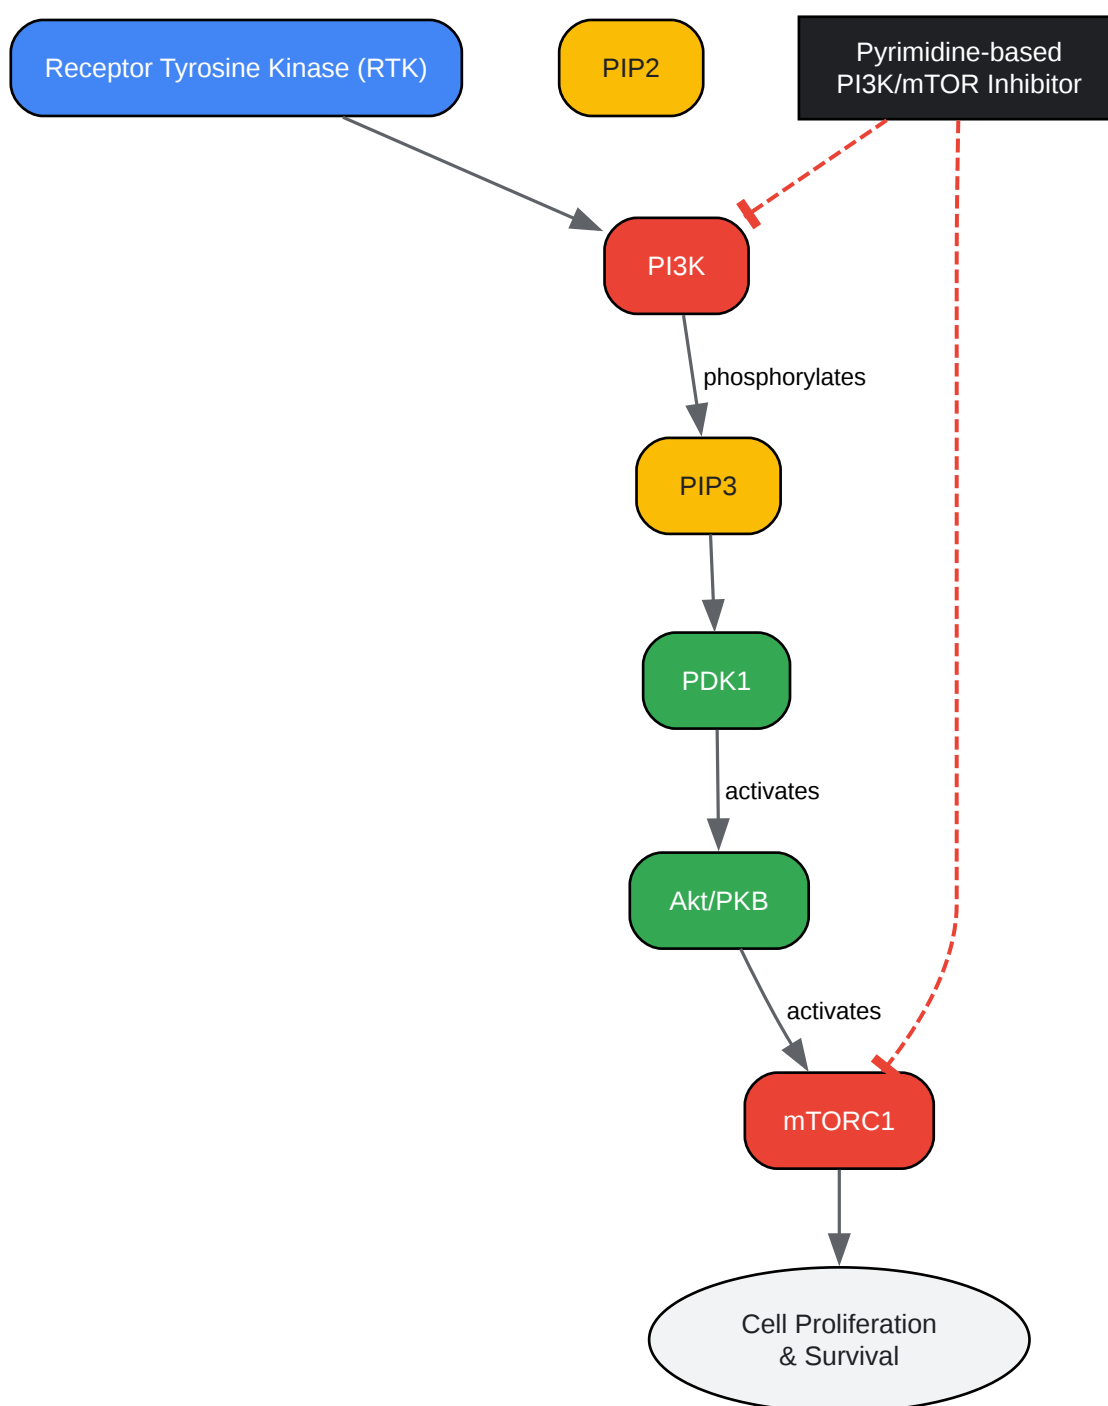 Receptor Tyrosine Kinase (RTK)
PIP2
Pyrimidine-based
PI3K/mTOR Inhibitor
PI3K
phosphorylates
PIP3
PDK1
activates
Akt/PKB
activates
mTORC1
Cell Proliferation
& Survival